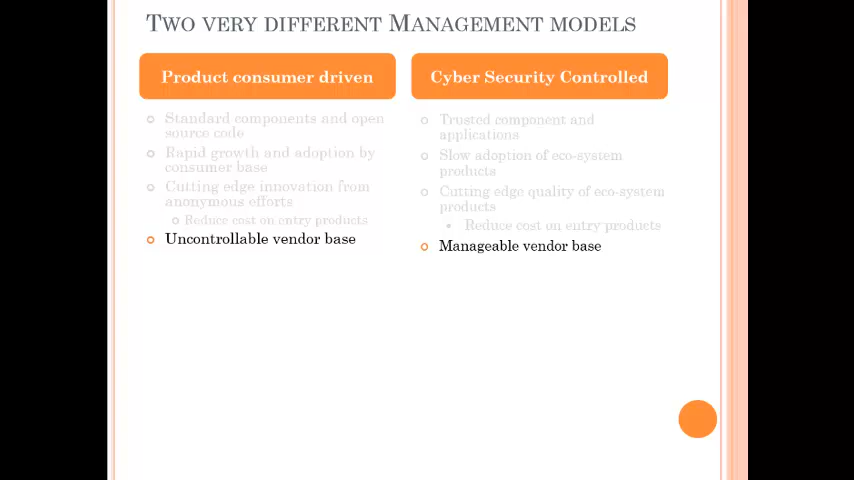 TWO VERY DIFFERENT MANAGEMENT MODELS
Product consumer driven
Standard components and open
source code
Rapid growth and adoption by
consumer base
Cutting edge innovation from
anonymous efforts
Reduce cost on entry products
Uncontrollable vendor base
Cyber Security Controlled
Trusted component and
applications
Slow adoption of eco-system
products
Cutting edge quality of eco-system
products
Reduce cost on entry products
Manageable vendor base